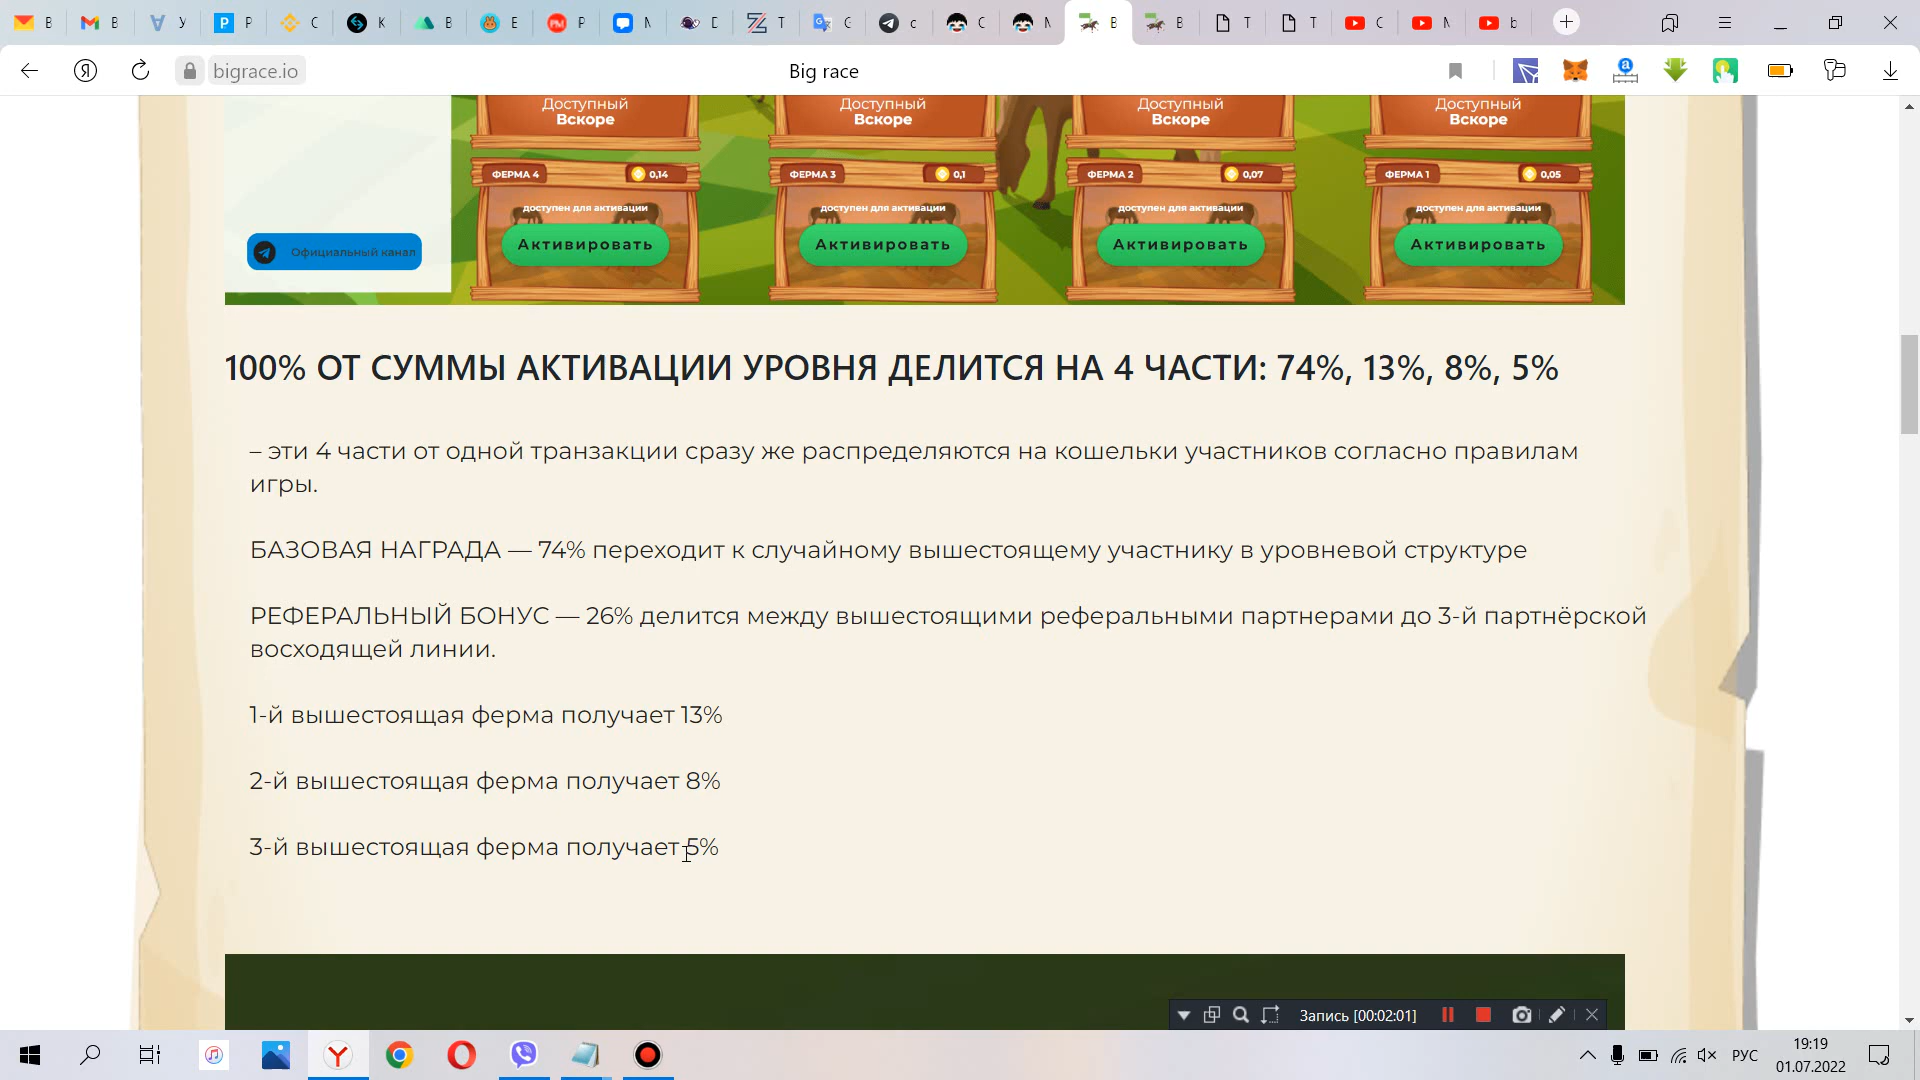 B
B
У
P
C
K
B
E
P
N
D
T
G
c
C
N
B
B
T
T
C
N
b
bigrace.io
Big race
Доступный
Вскоре
Доступный
Вскоре
Доступный
Вскоре
Доступный
Вскоре
ФЕРМА 4 0,14
ФЕРМА 3 0,1
ФЕРМА 2 0,07
ФЕРМА 1 0,05
доступен для активации
доступен для активации
доступен для активации
доступен для активации
Активировать
Активировать
Активировать
Активировать
Официальный канал
100% ОТ СУММЫ АКТИВАЦИИ УРОВНЯ ДЕЛИТСЯ НА 4 ЧАСТИ: 74%, 13%, 8%, 5%
– эти 4 части от одной транзакции сразу же распределяются на кошельки участников согласно правилам
игры.
БАЗОВАЯ НАГРАДА — 74% переходит к случайному вышестоящему участнику в уровневой структуре
РЕФЕРАЛЬНЫЙ БОНУС — 26% делится между вышестоящими реферальными партнерами до 3-й партнёрской
восходящей линии.
1-й вышестоящая ферма получает 13%
2-й вышестоящая ферма получает 8%
3-й вышестоящая ферма получает 5%
Запись [00:02:01]
РУС
19:19
01.07.2022